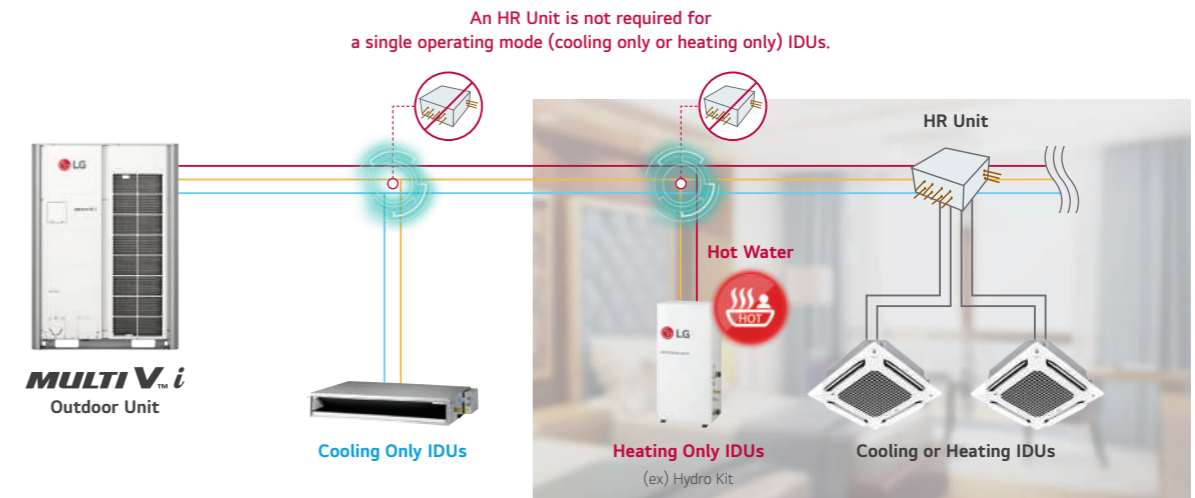 An HR Unit is not required for
a single operating mode (cooling only or heating only) IDUs.
HR Unit
LG
MULTI V i
Hot Water
HOT
LG
MULTI V™ i
Outdoor Unit
Cooling Only IDUs
Heating Only IDUs
(ex) Hydro Kit
Cooling or Heating IDUs